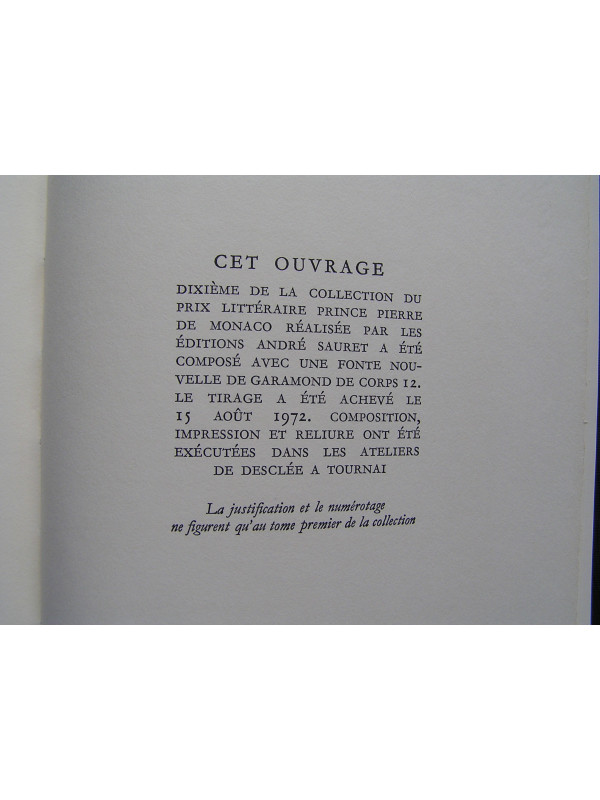 CET OUVRAGE
DIXIÈME DE LA COLLECTION DU
PRIX LITTÉRAIRE PRINCE PIERRE
DE MONACO RÉALISÉE PAR LES
ÉDITIONS ANDRÉ SAURET A ÉTÉ
COMPOSÉ AVEC UNE FONTE NOU-
VELLE DE GARAMOND DE CORPS 12.
LE TIRAGE A ÉTÉ ACHEVÉ LE
15 AOÛT 1972. COMPOSITION,
IMPRESSION ET RELIURE ONT ÉTÉ
EXÉCUTÉES DANS LES ATELIERS
DE DESCLÉE A TOURNAI
La justification et le numérotage
ne figurent qu'au tome premier de la collection